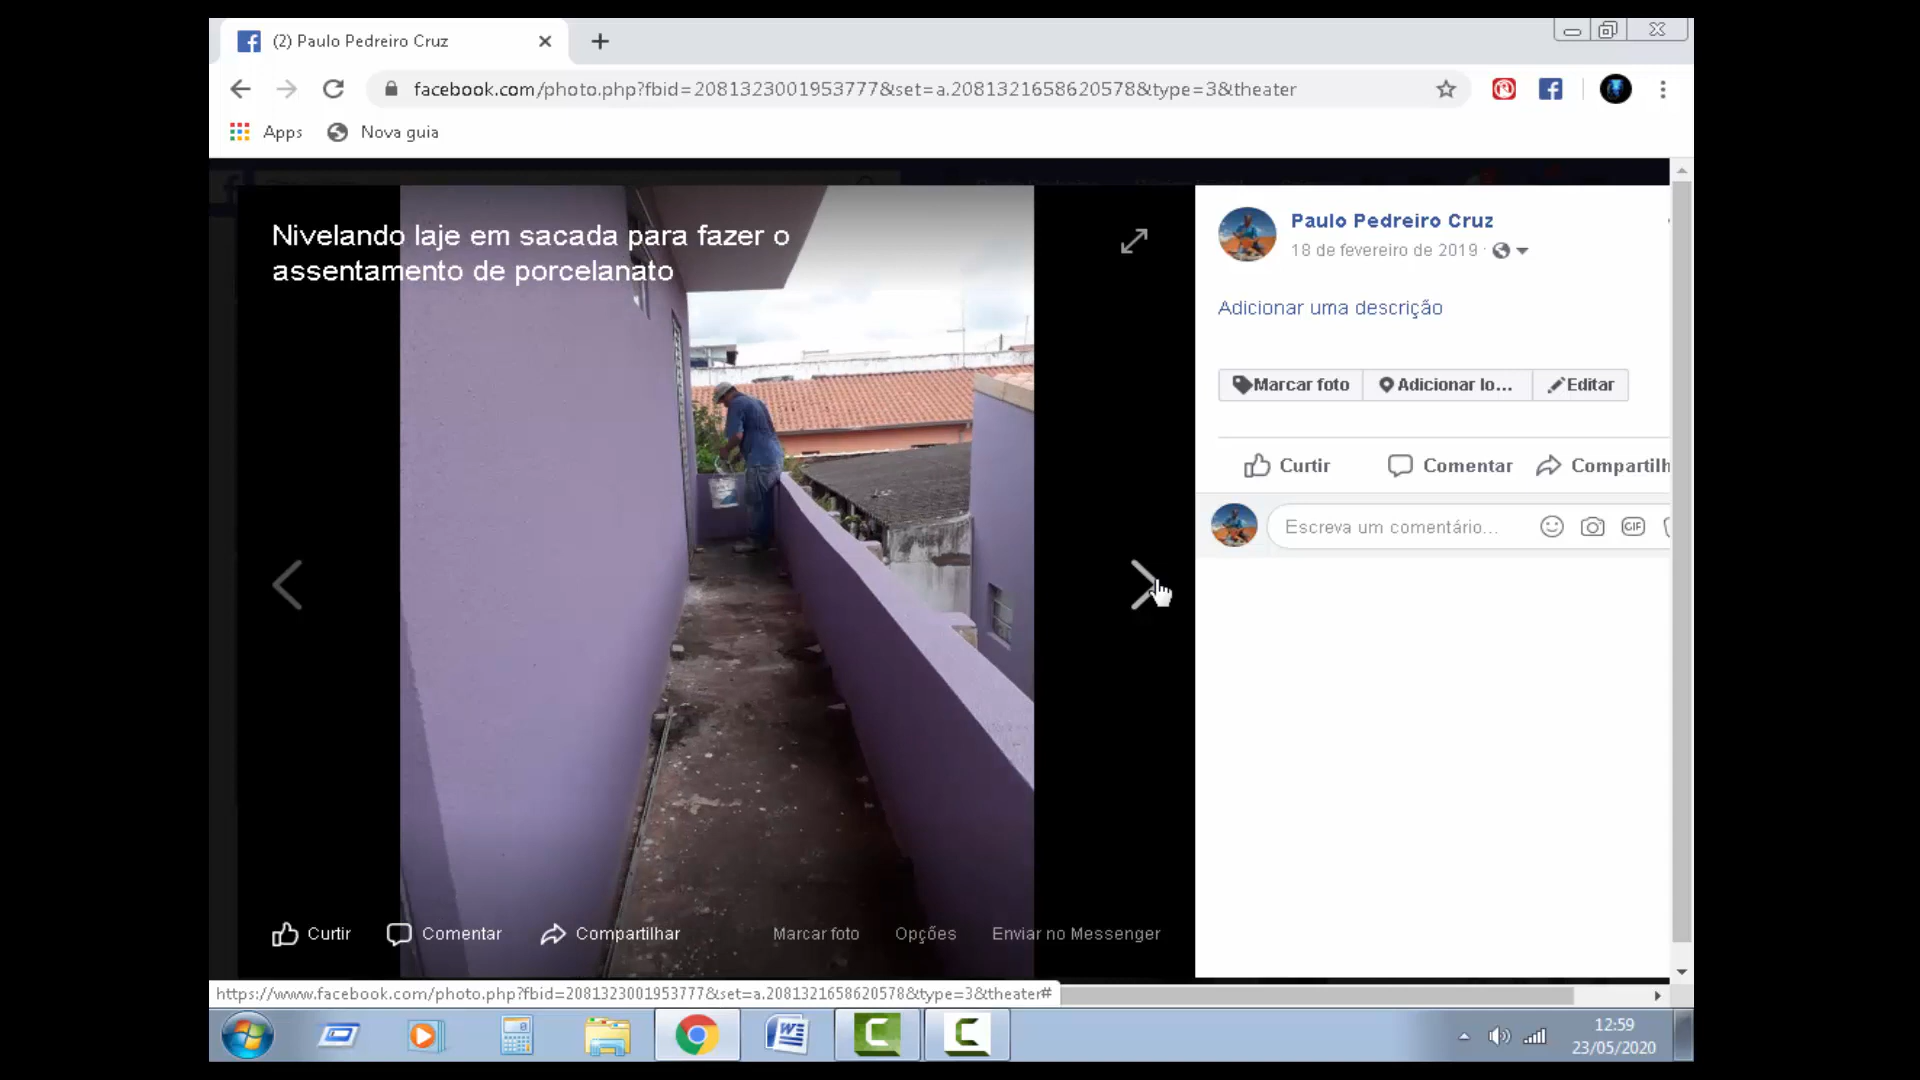 (2) Paulo Pedreiro Cruz
facebook.com/photo.php?fbid=2081323001953777&set=a.2081321658620578&type=3&theater
Apps
Nova guia
Nivelando laje em sacada para fazer o
assentamento de porcelanato
Paulo Pedreiro Cruz
18 de fevereiro de 2019 ·
Adicionar uma descrição
Marcar foto
Adicionar lo...
Editar
Curtir
Comentar
Compartilh
Escreva um comentário...
GIF
Curtir
Comentar
Compartilhar
Marcar foto
Opções
Enviar no Messenger
https://www.facebook.com/photo.php?fbid=2081323001953777&set=a.2081321658620578&type=3&theater#
12:59
23/05/2020